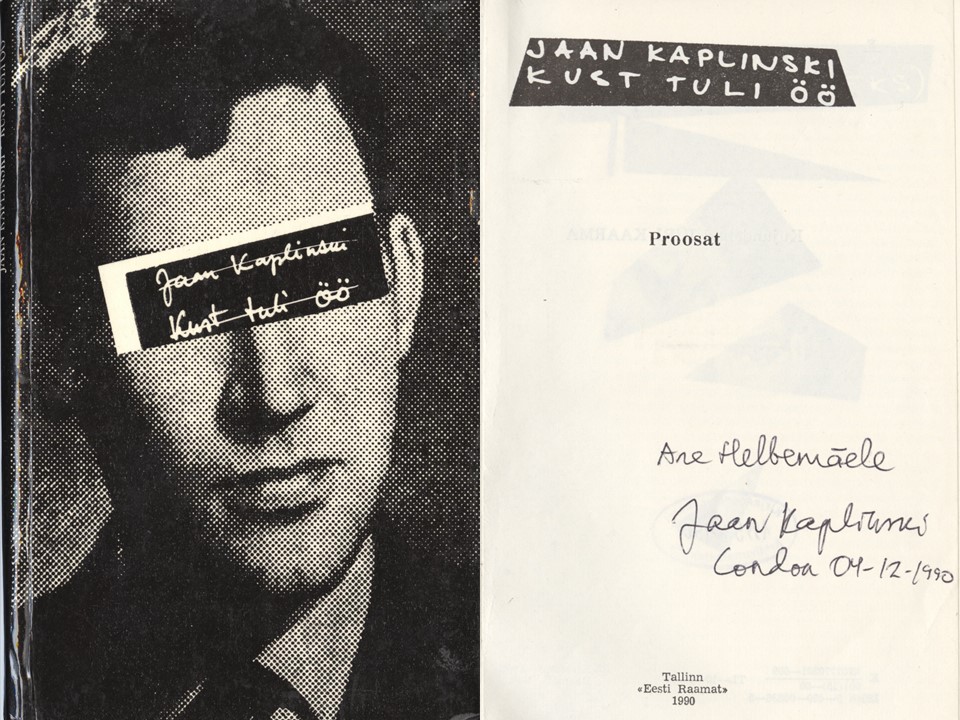 Jaan Kaplinski
Kust tuli öö
JAAN KAPLINSKI
KUST TULI ÖÖ
Proosat
Are Helbemäele
Jaan Kaplinski
London 04-12-1990
Tallinn
«Eesti Raamat»
1990